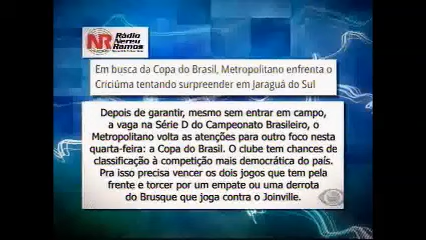 NR Rádio
Nereu
Ramos
Em busca da Copa do Brasil, Metropolitano enfrenta o
Criciúma tentando surpreender em Jaraguá do Sul
Depois de garantir, mesmo sem entrar em campo,
a vaga na Série D do Campeonato Brasileiro, o
Metropolitano volta as atenções para outro foco nesta
quarta-feira: a Copa do Brasil. O clube tem chances de
classificação à competição mais democrática do país.
Pra isso precisa vencer os dois jogos que tem pela
frente e torcer por um empate ou uma derrota
do Brusque que joga contra o Joinville.